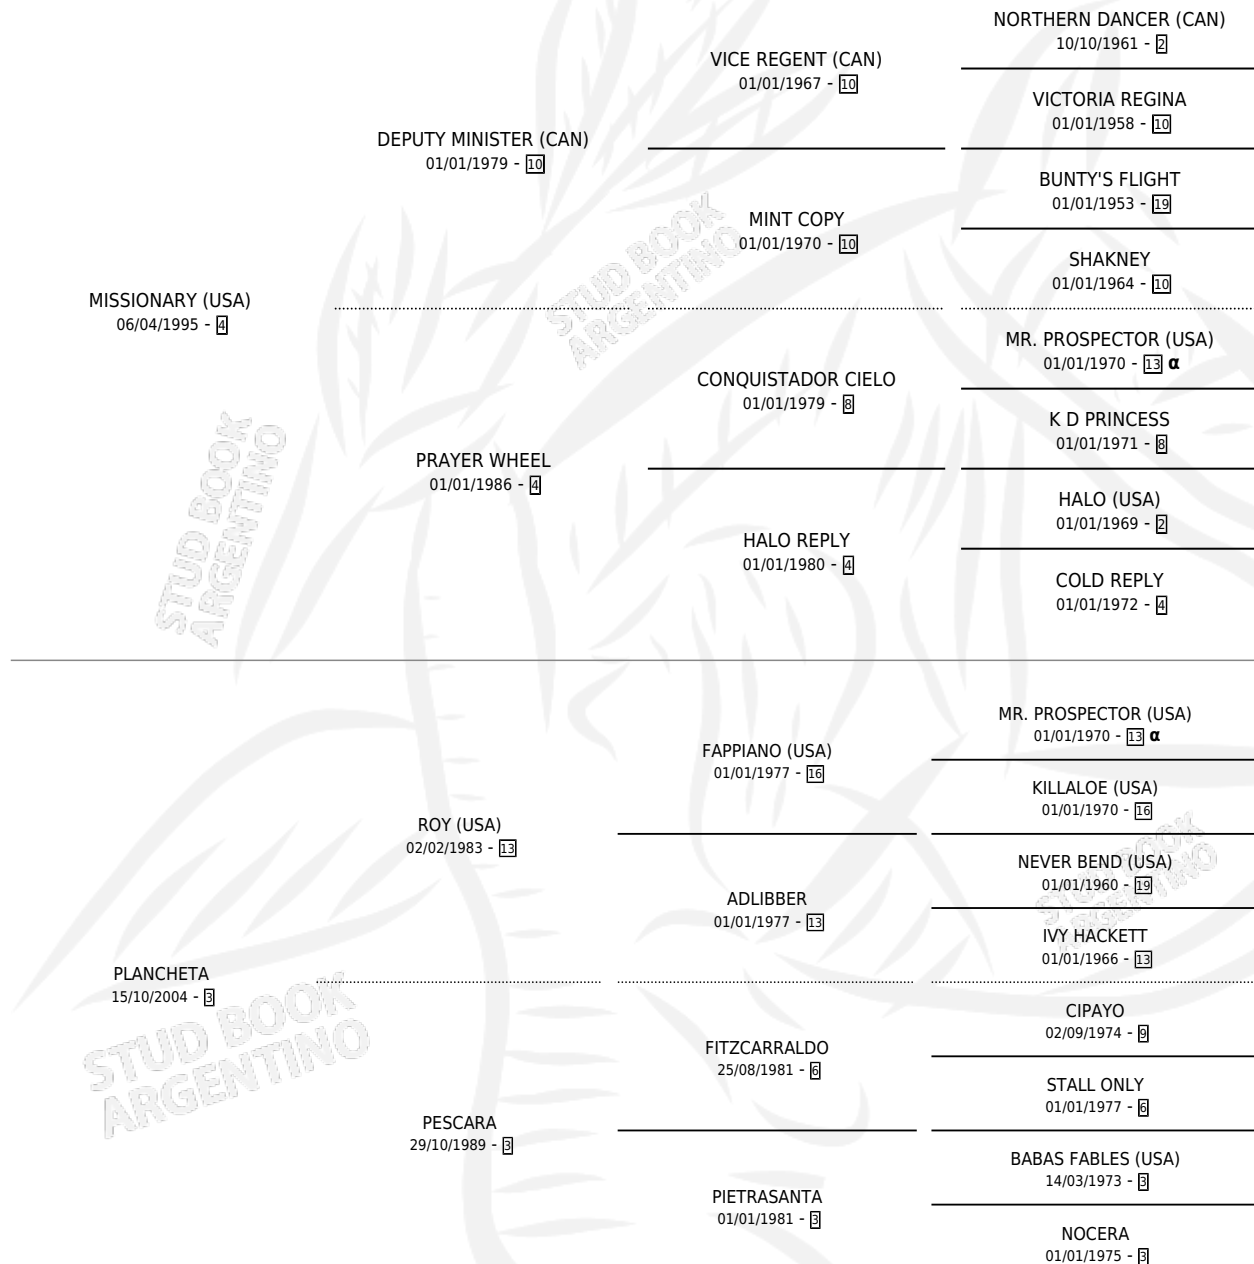 NORTHERN DANCER (CAN)
10/10/1961 - 2
VICE REGENT (CAN)
01/01/1967 - 10
VICTORIA REGINA
01/01/1958 - 10
DEPUTY MINISTER (CAN)
01/01/1979 - 10
BUNTY'S FLIGHT
01/01/1953 - 19
MINT COPY
01/01/1970 - 10
SHAKNEY
01/01/1964 - 10
MISSIONARY (USA)
06/04/1995 - 4
MR. PROSPECTOR (USA)
01/01/1970 - 13 α
CONQUISTADOR CIELO
01/01/1979 - 8
K D PRINCESS
01/01/1971 - 8
PRAYER WHEEL
01/01/1986 - 4
HALO (USA)
01/01/1969 - 2
HALO REPLY
01/01/1980 - 4
COLD REPLY
01/01/1972 - 4
MR. PROSPECTOR (USA)
01/01/1970 - 13 α
FAPPIANO (USA)
01/01/1977 - 16
KILLALOE (USA)
01/01/1970 - 16
ROY (USA)
02/02/1983 - 13
NEVER BEND (USA)
01/01/1960 - 19
ADLIBBER
01/01/1977 - 13
IVY HACKETT
01/01/1966 - 13
PLANCHETA
15/10/2004 - 3
CIPAYO
02/09/1974 - 9
FITZCARRALDO
25/08/1981 - 6
STALL ONLY
01/01/1977 - 6
PESCARA
29/10/1989 - 3
BABAS FABLES (USA)
14/03/1973 - 3
PIETRASANTA
01/01/1981 - 3
NOCERA
01/01/1975 - 3
STUD BOOK
ARGENTINO
STUD BOOK
ARGENTINO
STUD BOOK
ARGENTINO
STUD BOOK
ARGENTINO